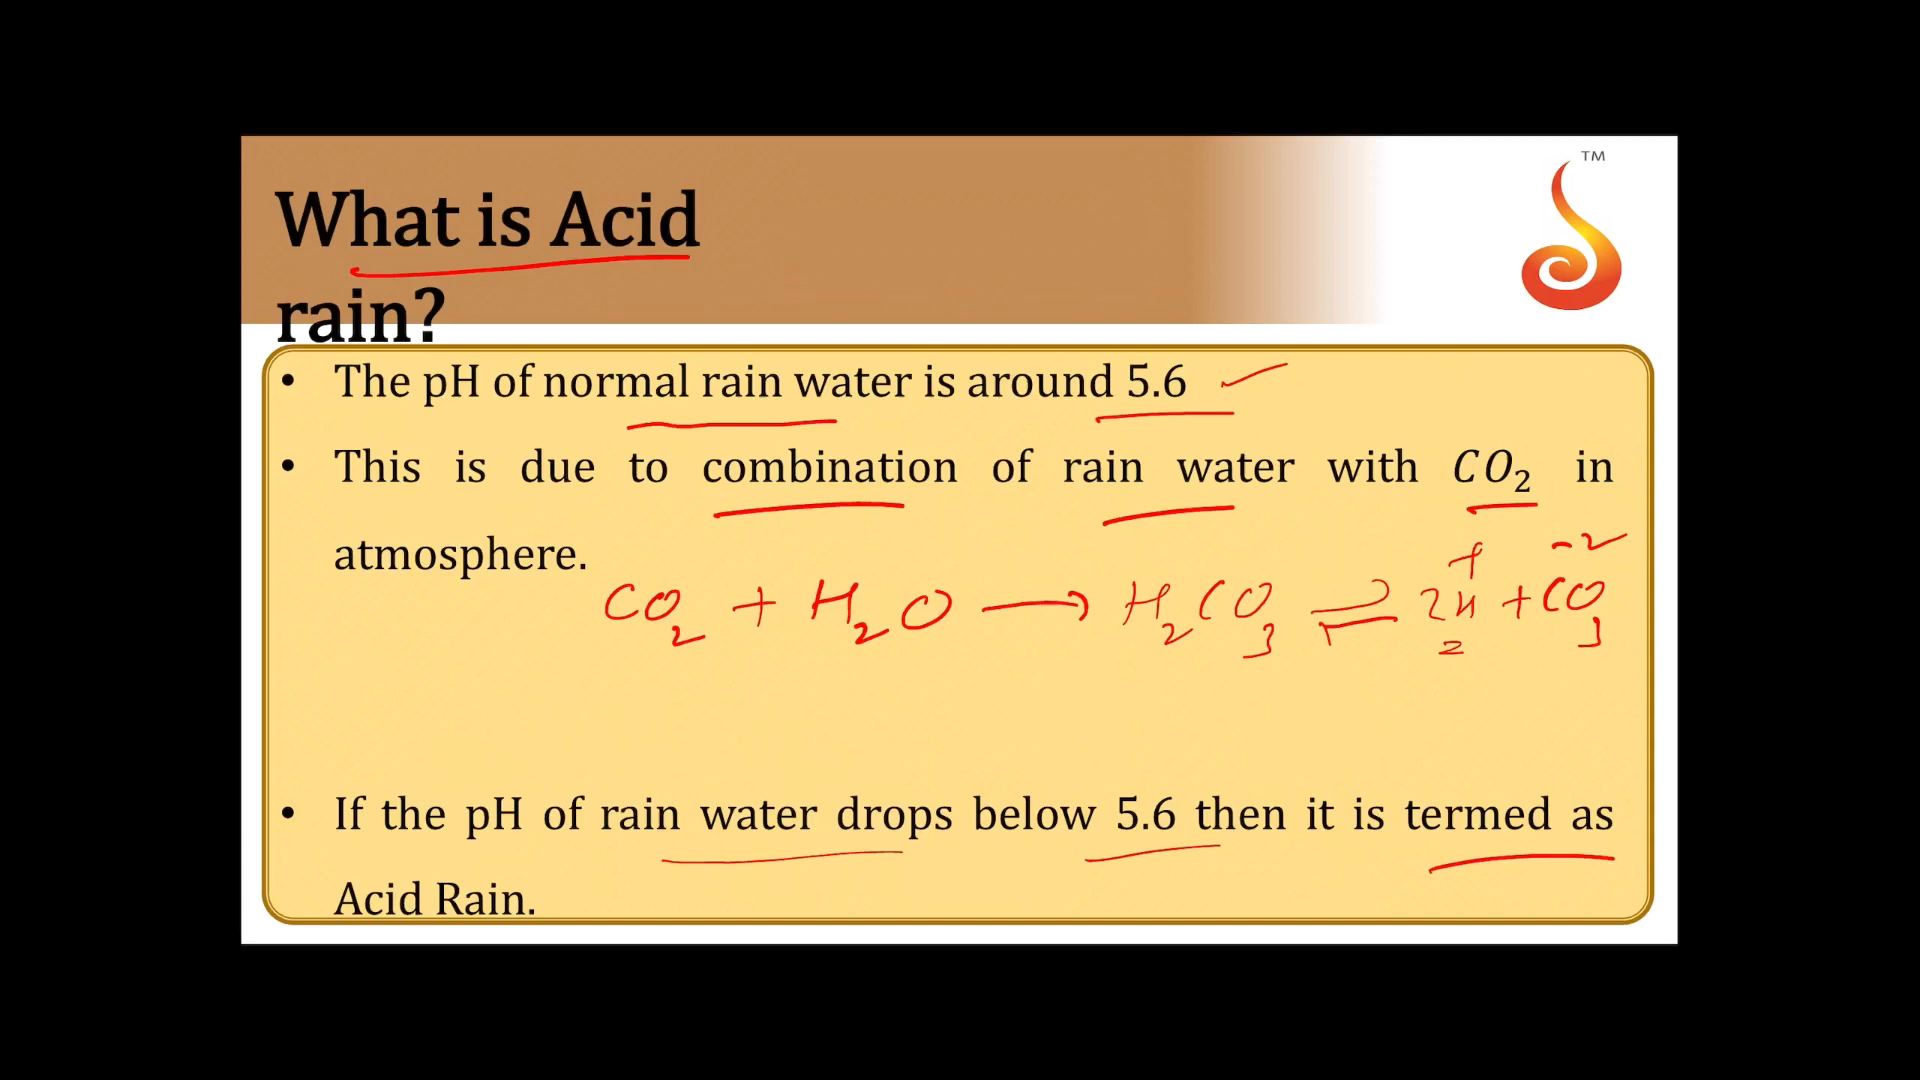 TM
What is Acid
rain?
• The pH of normal rain water is around 5.6
• This is due to combination of rain water with CO₂ in
atmosphere.
CO₂ + H₂O ⟶ H₂CO₃ ⇌ 2H₂⁺ + CO₃⁻²
• If the pH of rain water drops below 5.6 then it is termed as
Acid Rain.